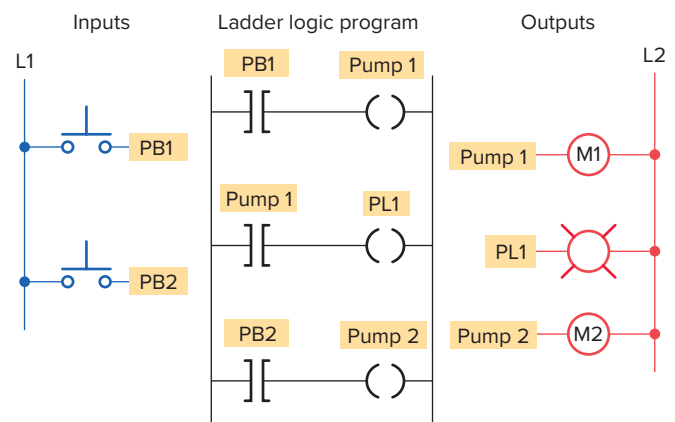 Inputs
Ladder logic program
Outputs
L1
L2
PB1
Pump 1
PB1
Pump 1
M1
Pump 1
PL1
PL1
PB2
PB2
Pump 2
Pump 2
M2